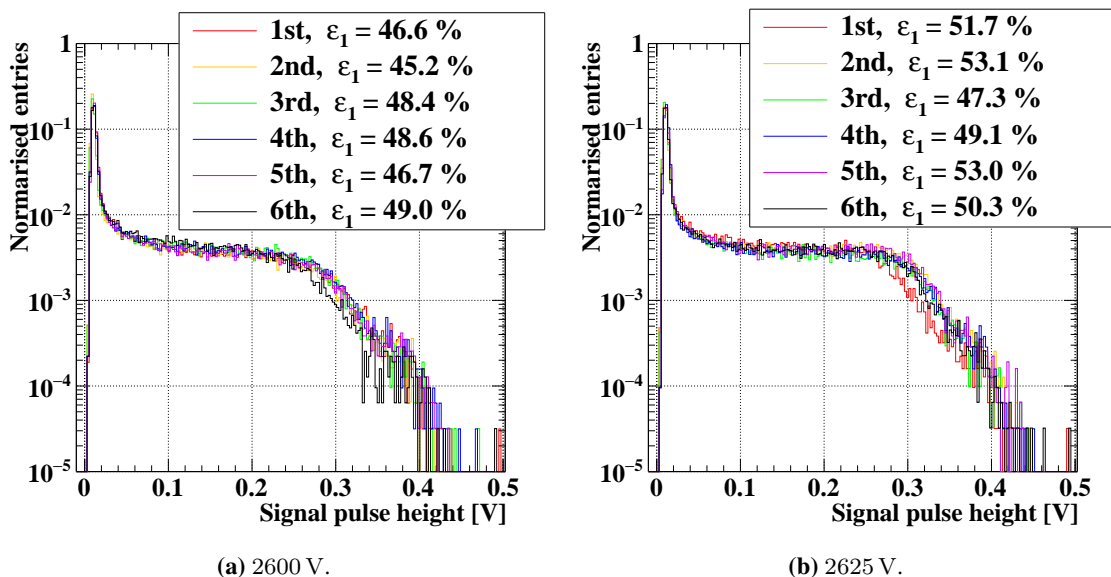 1st, ε₁ = 46.6 %
2nd, ε₁ = 45.2 %
3rd, ε₁ = 48.4 %
4th, ε₁ = 48.6 %
5th, ε₁ = 46.7 %
6th, ε₁ = 49.0 %
Normarised entries
1
10⁻¹
10⁻²
10⁻³
10⁻⁴
10⁻⁵
0 0.1 0.2 0.3 0.4 0.5
Signal pulse height [V]
(a) 2600 V.
1st, ε₁ = 51.7 %
2nd, ε₁ = 53.1 %
3rd, ε₁ = 47.3 %
4th, ε₁ = 49.1 %
5th, ε₁ = 53.0 %
6th, ε₁ = 50.3 %
Normarised entries
1
10⁻¹
10⁻²
10⁻³
10⁻⁴
10⁻⁵
0 0.1 0.2 0.3 0.4 0.5
Signal pulse height [V]
(b) 2625 V.